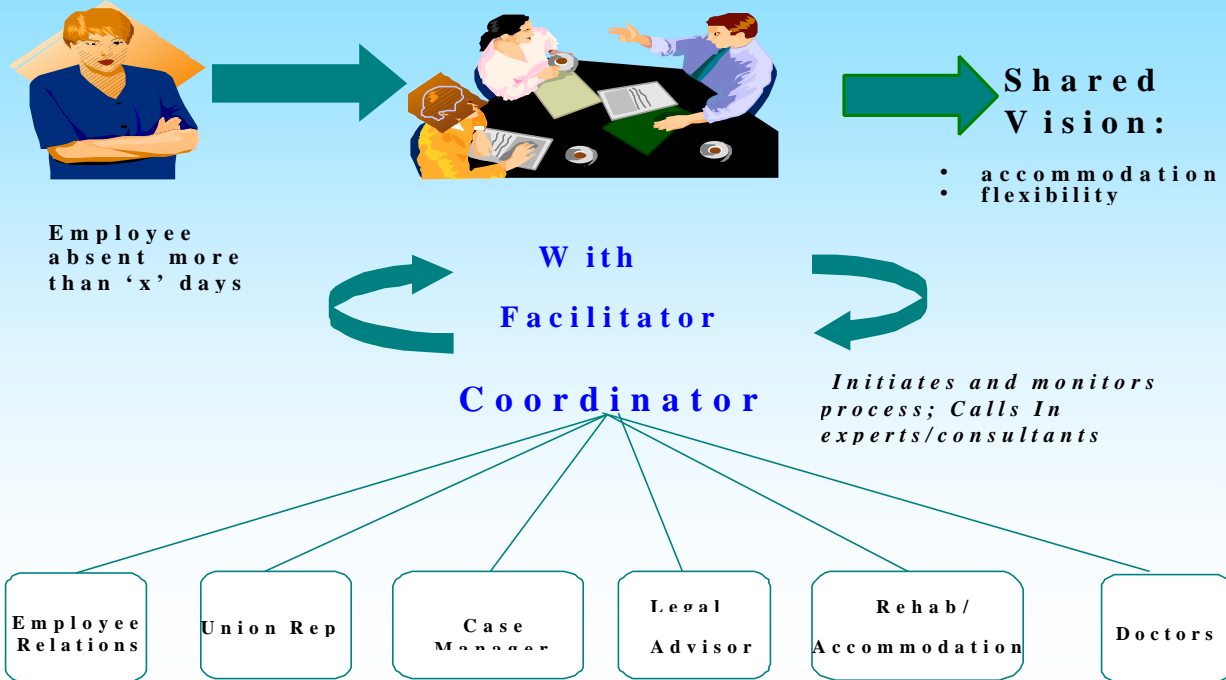 Shared
Vision:
• accommodation
• flexibility
Employee
absent more
than ‘x’ days
With
Facilitator
Coordinator
Initiates and monitors
process; Calls In
experts/consultants
Employee
Relations
Union Rep
Case
Manager
Legal
Advisor
Rehab/
Accommodation
Doctors